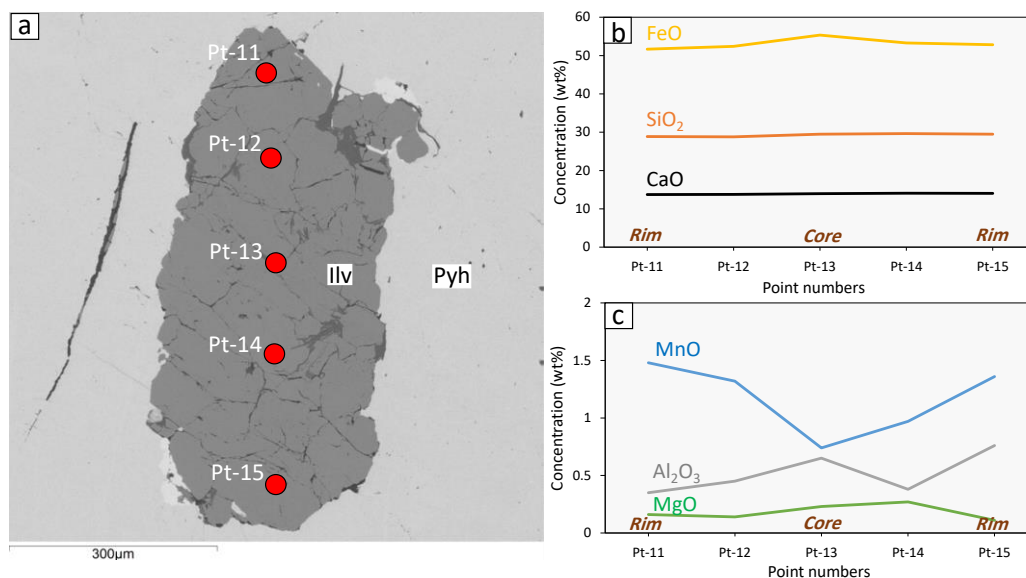 a
Pt-11
Pt-12
Pt-13
Ilv
Pyh
Pt-14
Pt-15
300µm
b
FeO
SiO₂
CaO
Concentration (wt%)
60
50
40
30
20
10
0
Rim
Core
Rim
Pt-11 Pt-12 Pt-13 Pt-14 Pt-15
Point numbers
c
MnO
Al₂O₃
MgO
Concentration (wt%)
2
1.5
1
0.5
0
Rim
Core
Rim
Pt-11 Pt-12 Pt-13 Pt-14 Pt-15
Point numbers